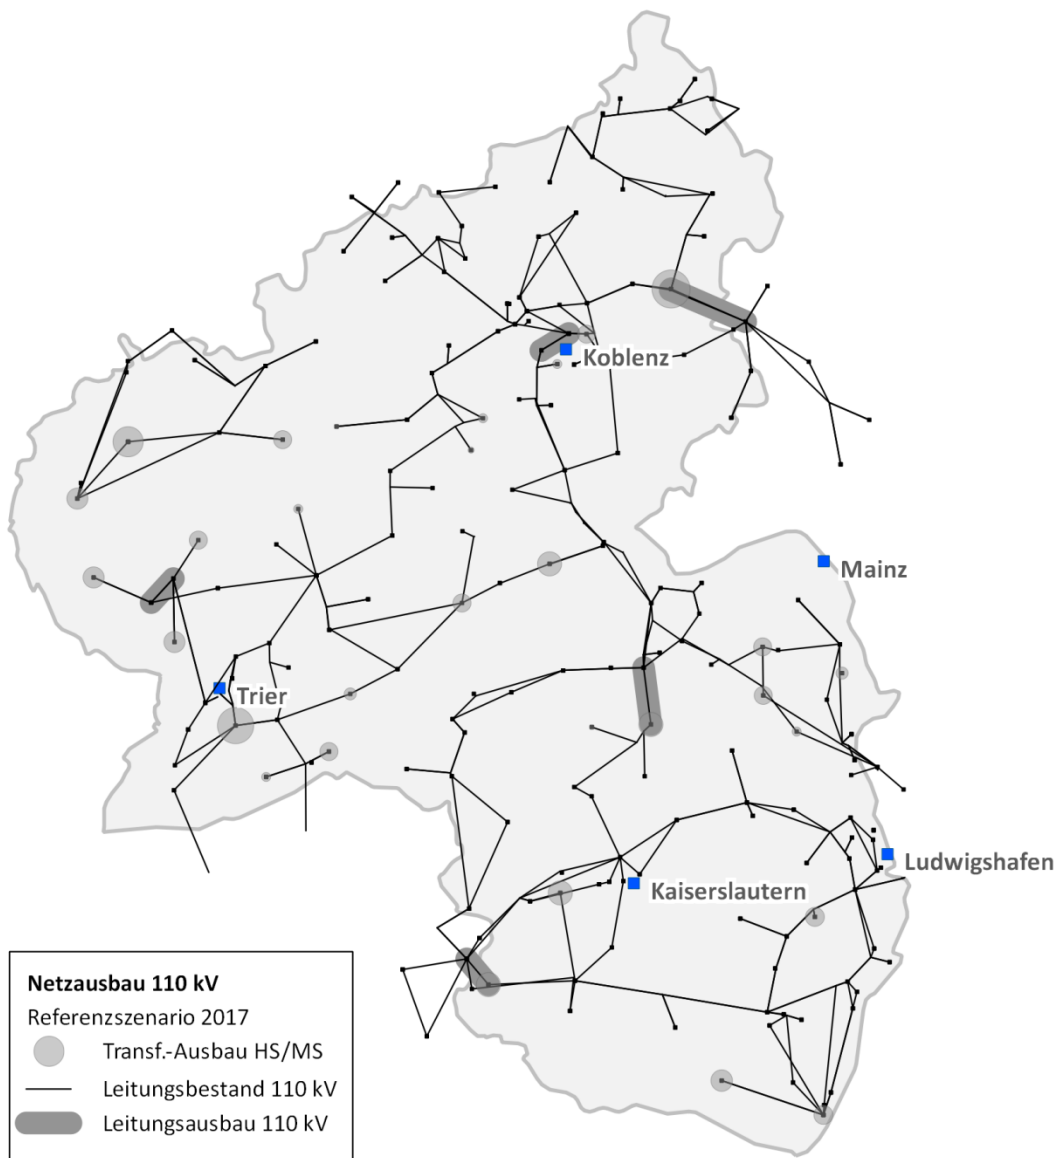 Koblenz
Mainz
Trier
Ludwigshafen
Kaiserslautern
Netzausbau 110 kV
Referenzszenario 2017
Transf.-Ausbau HS/MS
Leitungsbestand 110 kV
Leitungsausbau 110 kV